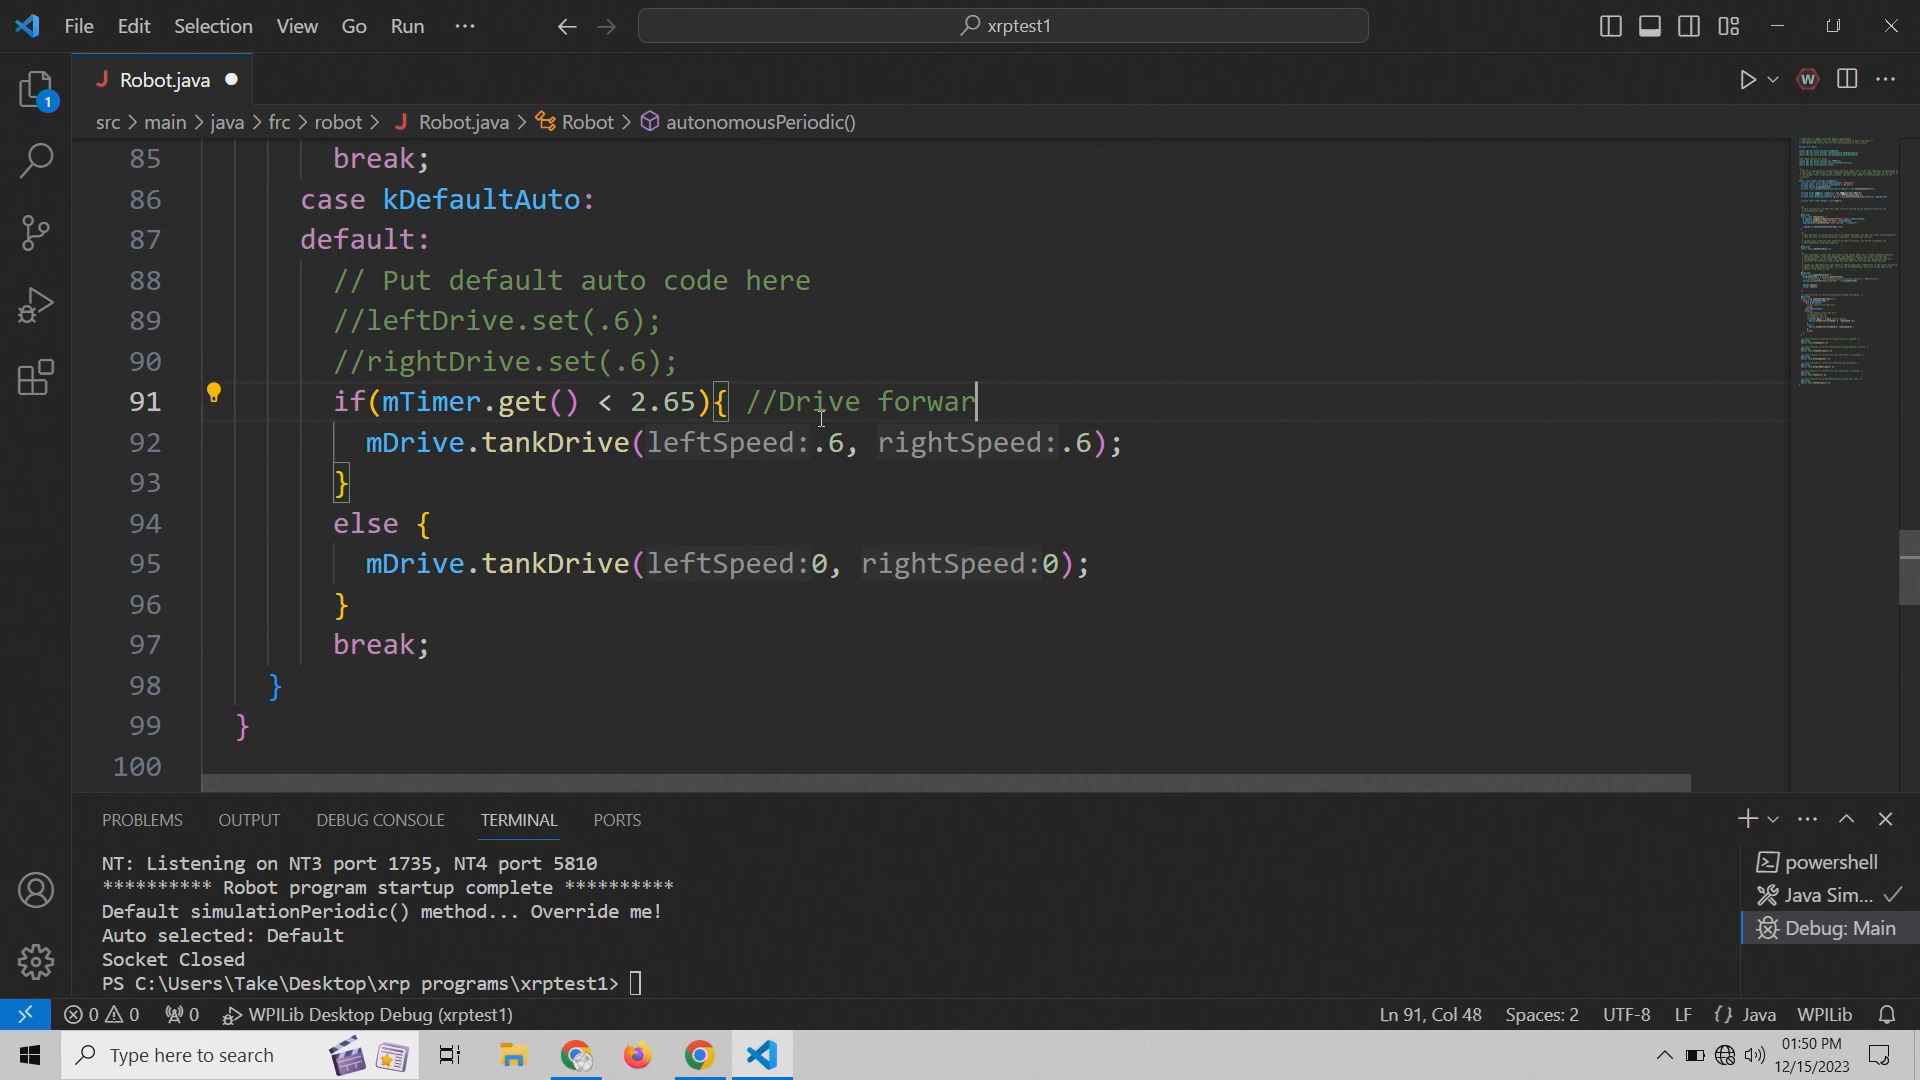 File Edit Selection View Go Run ··· xrptest1
J Robot.java
src > main > java > frc > robot > J Robot.java > Robot > autonomousPeriodic()
85 break;
86 case kDefaultAuto:
87 default:
88 // Put default auto code here
89 //leftDrive.set(.6);
90 //rightDrive.set(.6);
91 if(mTimer.get() < 2.65){ //Drive forwar
92 mDrive.tankDrive(leftSpeed:.6, rightSpeed:.6);
93 }
94 else {
95 mDrive.tankDrive(leftSpeed:0, rightSpeed:0);
96 }
97 break;
98 }
99 }
100
PROBLEMS OUTPUT DEBUG CONSOLE TERMINAL PORTS
NT: Listening on NT3 port 1735, NT4 port 5810
********** Robot program startup complete **********
Default simulationPeriodic() method... Override me!
Auto selected: Default
Socket Closed
PS C:\Users\Take\Desktop\xrp programs\xrptest1>
powershell
Java Sim...
Debug: Main
0 0 0 WPILib Desktop Debug (xrptest1) Ln 91, Col 48 Spaces: 2 UTF-8 LF {} Java WPILib
Type here to search
01:50 PM
12/15/2023
1
W